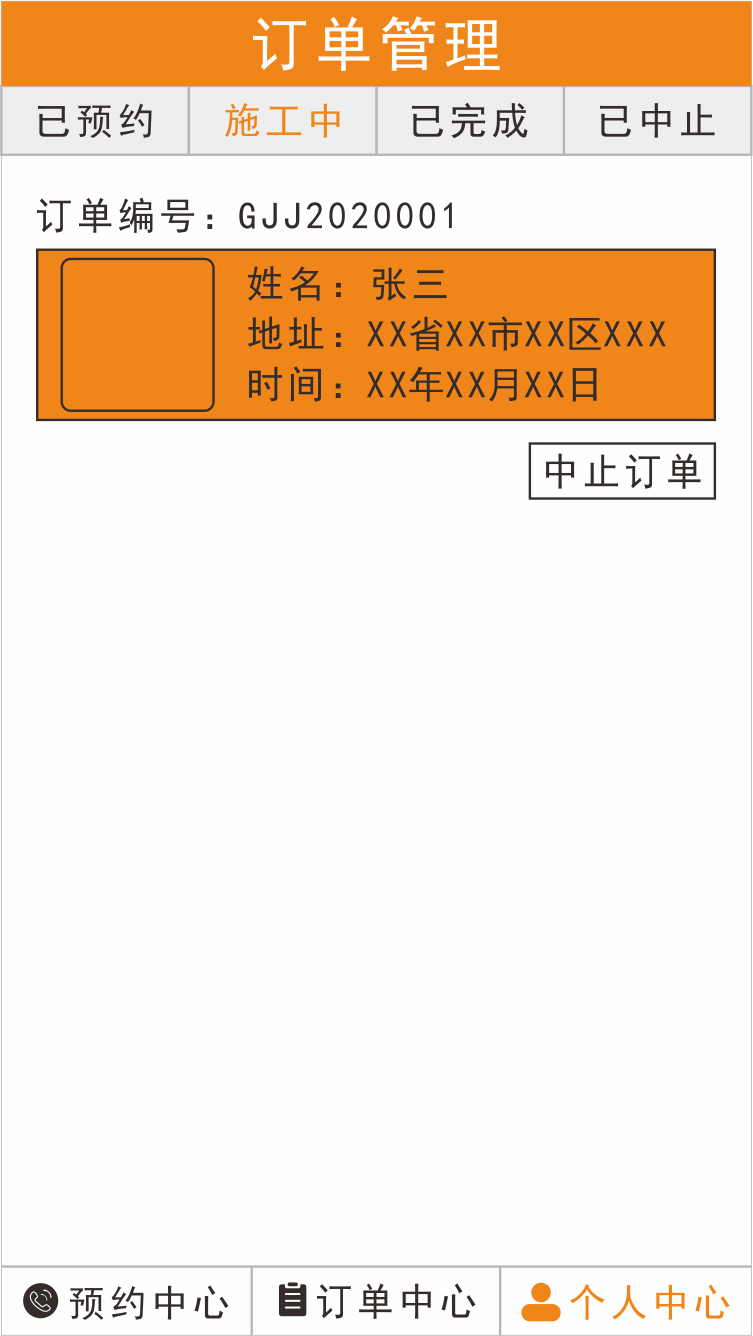 订单管理
已预约 施工中 已完成 已中止
订单编号：GJJ2020001
姓名：张三
地址：XX省XX市XX区XXX
时间：XX年XX月XX日
中止订单
预约中心 订单中心 个人中心